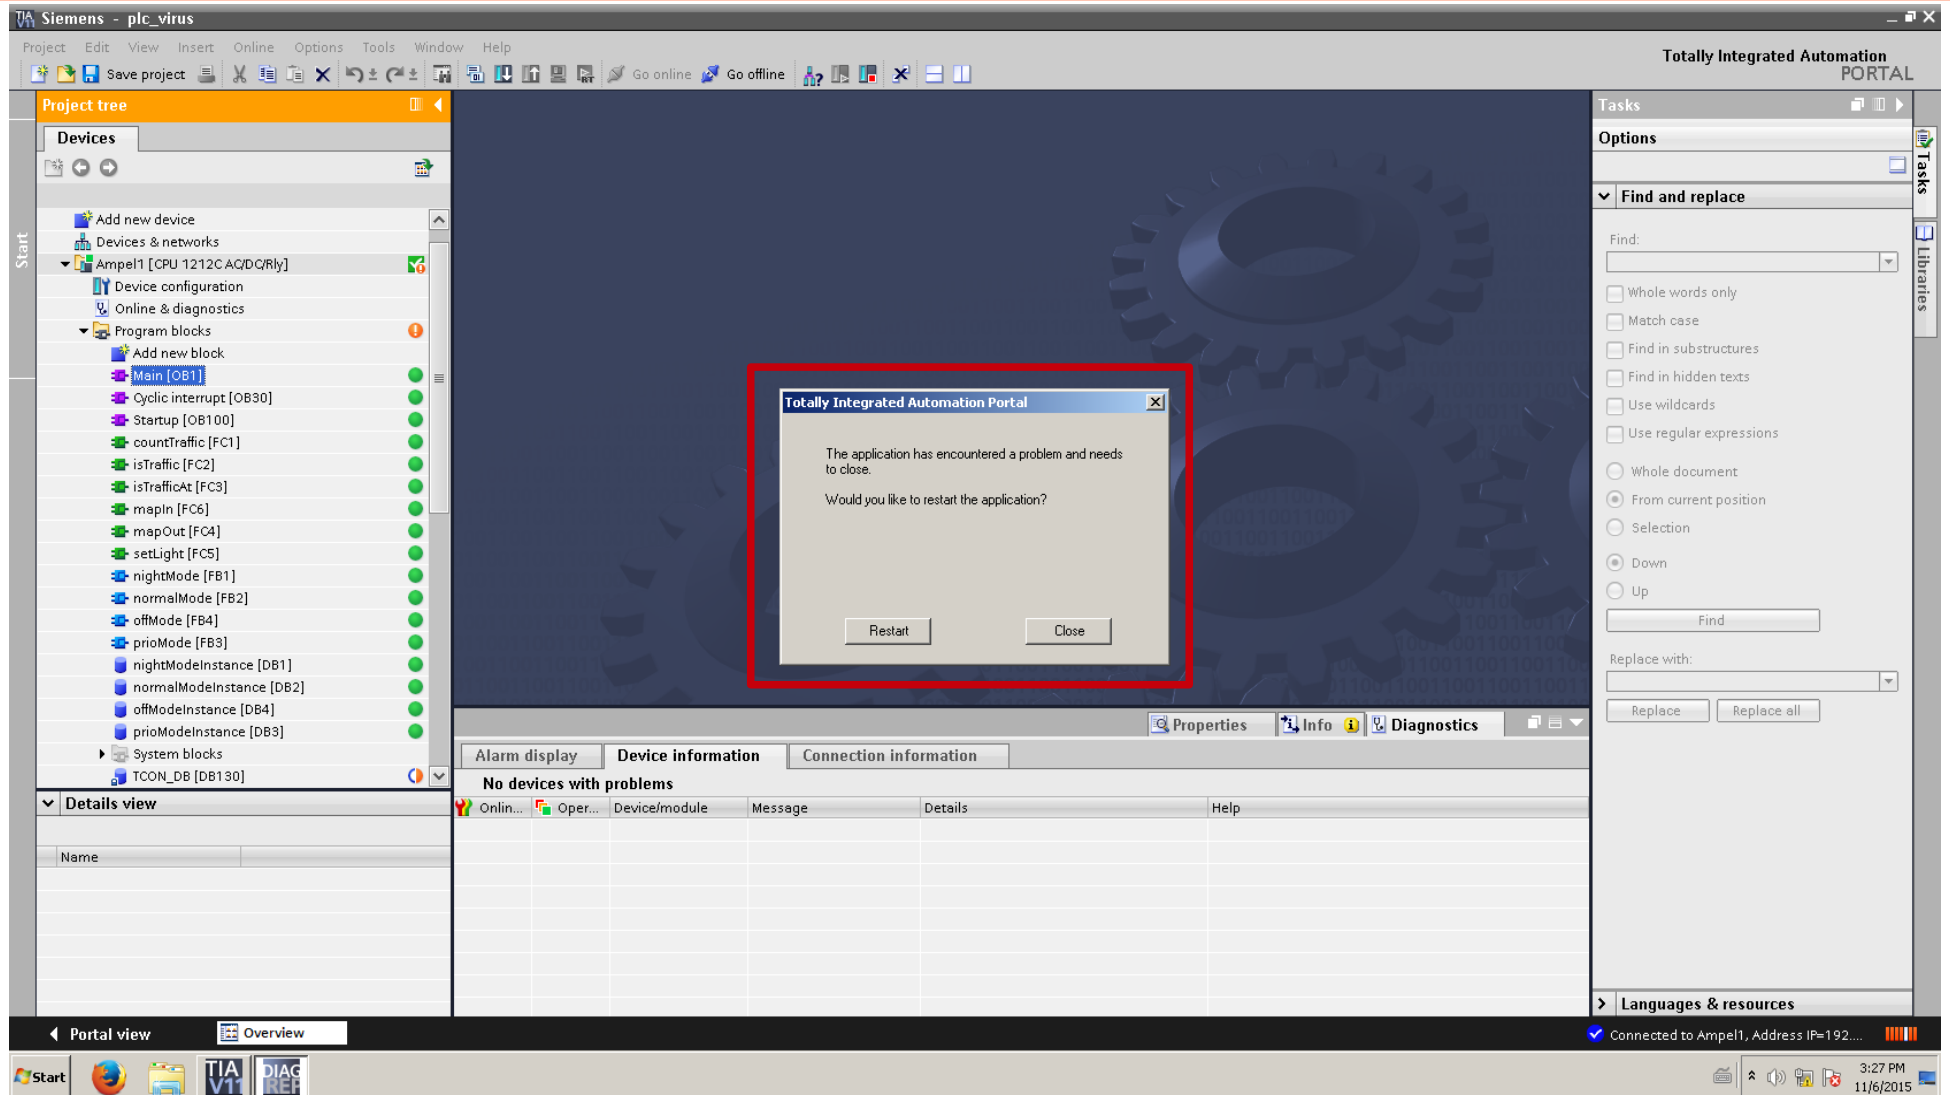 Siemens - plc_virus
Project Edit View Insert Online Options Tools Window Help
Totally Integrated Automation
PORTAL
Save project Go online Go offline
Project tree
Devices
Start
Add new device
Devices & networks
Ampel1 [CPU 1212C AC/DC/Rly]
Device configuration
Online & diagnostics
Program blocks
Add new block
Main [OB1]
Cyclic interrupt [OB30]
Startup [OB100]
countTraffic [FC1]
isTraffic [FC2]
isTrafficAt [FC3]
mapIn [FC6]
mapOut [FC4]
setLight [FC5]
nightMode [FB1]
normalMode [FB2]
offMode [FB4]
prioMode [FB3]
nightModeInstance [DB1]
normalModeInstance [DB2]
offModeInstance [DB4]
prioModeInstance [DB3]
System blocks
TCON_DB [DB130]
Details view
Name
Totally Integrated Automation Portal
The application has encountered a problem and needs
to close.
Would you like to restart the application?
Restart Close
Properties Info Diagnostics
Alarm display Device information Connection information
No devices with problems
Onlin... Oper... Device/module Message Details Help
Tasks
Options
Find and replace
Find:
Whole words only
Match case
Find in substructures
Find in hidden texts
Use wildcards
Use regular expressions
Whole document
From current position
Selection
Down
Up
Find
Replace with:
Replace Replace all
Languages & resources
Tasks
Libraries
Portal view Overview
Connected to Ampel1, Address IP=192....
Start
TIA
V11
DIAG
REP
3:27 PM
11/6/2015